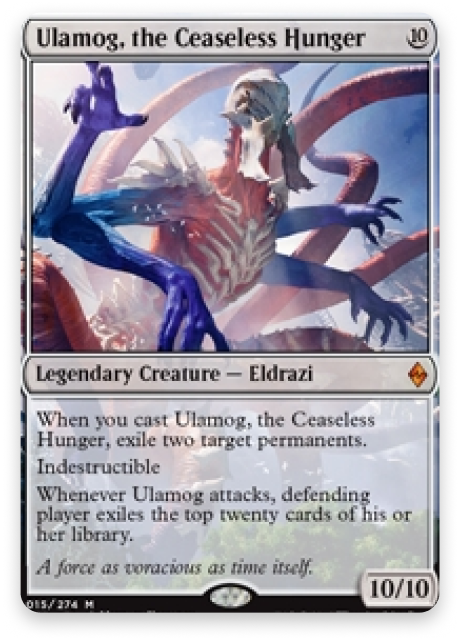 Ulamog, the Ceaseless Hunger 10
Legendary Creature — Eldrazi
When you cast Ulamog, the Ceaseless
Hunger, exile two target permanents.
Indestructible
Whenever Ulamog attacks, defending
player exiles the top twenty cards of his or
her library.
A force as voracious as time itself.
10/10
015/274 M